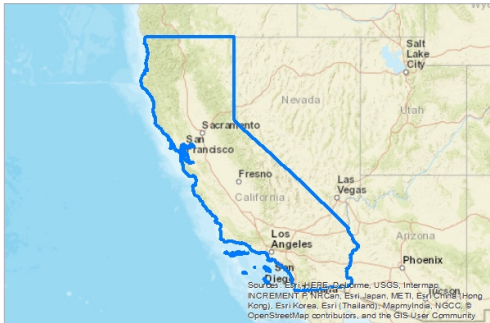 Salt
Lake
City
Nevada
Utah
Sacramento
San
Francisco
Fresno
Las
Vegas
California
Los
Angeles
Arizona
Phoenix
San
Diego
Tucson
Sources: Esri, HERE, DeLorme, USGS, Intermap,
INCREMENT P, NRCan, Esri Japan, METI, Esri China (Hong
Kong), Esri Korea, Esri (Thailand), MapmyIndia, NGCC, ©
OpenStreetMap contributors, and the GIS User Community